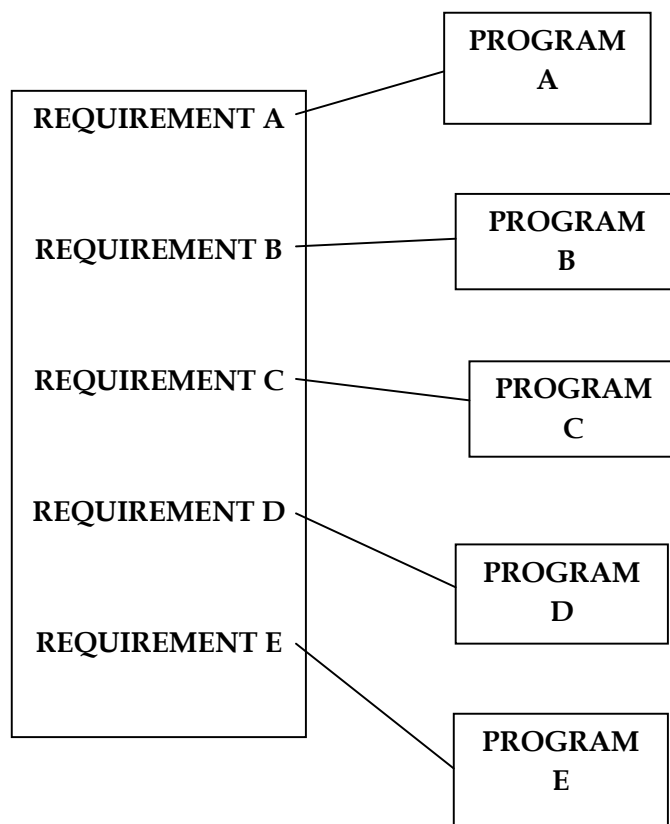 PROGRAM
A
REQUIREMENT A
PROGRAM
B
REQUIREMENT B
PROGRAM
C
REQUIREMENT C
REQUIREMENT D
PROGRAM
D
REQUIREMENT E
PROGRAM
E